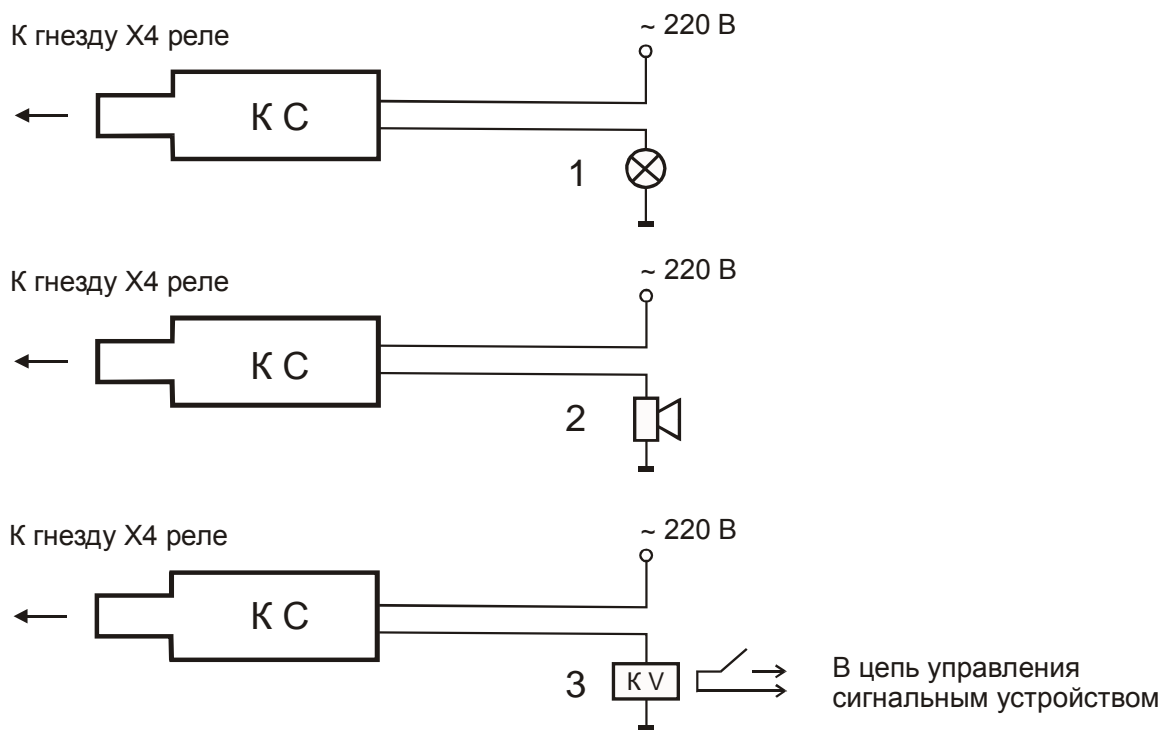 К гнезду Х4 реле
~ 220 В
К С
1
К гнезду Х4 реле
~ 220 В
К С
2
К гнезду Х4 реле
~ 220 В
К С
3
К V
В цепь управления
сигнальным устройством